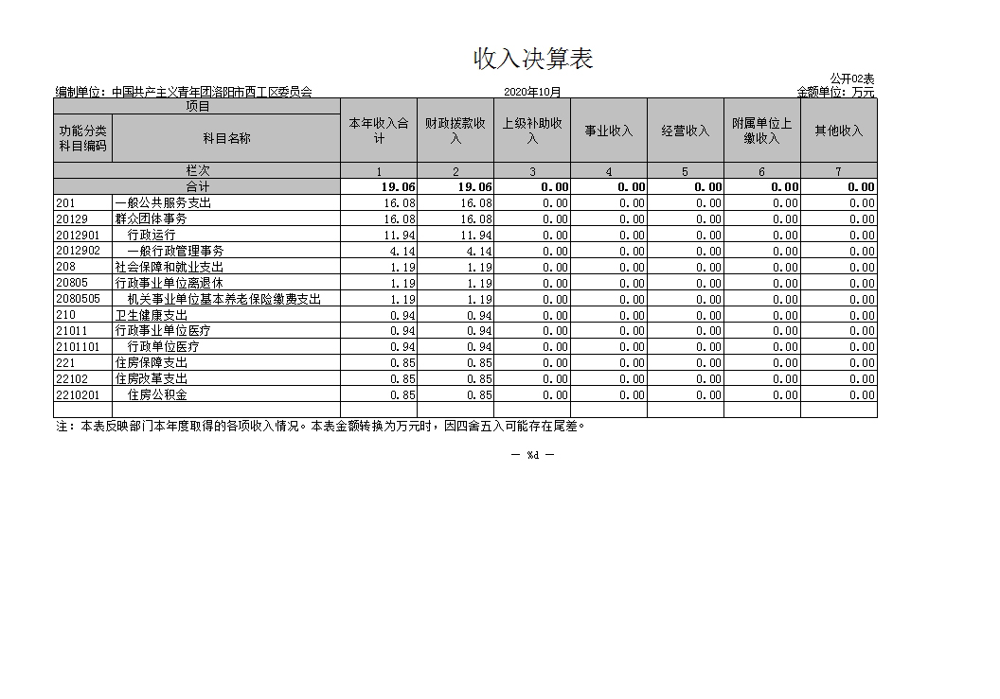 收入决算表
公开02表
编制单位：中国共产主义青年团洛阳市西工区委员会 2020年10月 金额单位：万元
项目 本年收入合计 财政拨款收入 上级补助收入 事业收入 经营收入 附属单位上缴收入 其他收入
功能分类科目编码 科目名称
栏次 1 2 3 4 5 6 7
合计 19.06 19.06 0.00 0.00 0.00 0.00 0.00
201 一般公共服务支出 16.08 16.08 0.00 0.00 0.00 0.00 0.00
20129 群众团体事务 16.08 16.08 0.00 0.00 0.00 0.00 0.00
2012901 行政运行 11.94 11.94 0.00 0.00 0.00 0.00 0.00
2012902 一般行政管理事务 4.14 4.14 0.00 0.00 0.00 0.00 0.00
208 社会保障和就业支出 1.19 1.19 0.00 0.00 0.00 0.00 0.00
20805 行政事业单位离退休 1.19 1.19 0.00 0.00 0.00 0.00 0.00
2080505 机关事业单位基本养老保险缴费支出 1.19 1.19 0.00 0.00 0.00 0.00 0.00
210 卫生健康支出 0.94 0.94 0.00 0.00 0.00 0.00 0.00
21011 行政事业单位医疗 0.94 0.94 0.00 0.00 0.00 0.00 0.00
2101101 行政单位医疗 0.94 0.94 0.00 0.00 0.00 0.00 0.00
221 住房保障支出 0.85 0.85 0.00 0.00 0.00 0.00 0.00
22102 住房改革支出 0.85 0.85 0.00 0.00 0.00 0.00 0.00
2210201 住房公积金 0.85 0.85 0.00 0.00 0.00 0.00 0.00
注：本表反映部门本年度取得的各项收入情况。本表金额转换为万元时，因四舍五入可能存在尾差。
— %d —